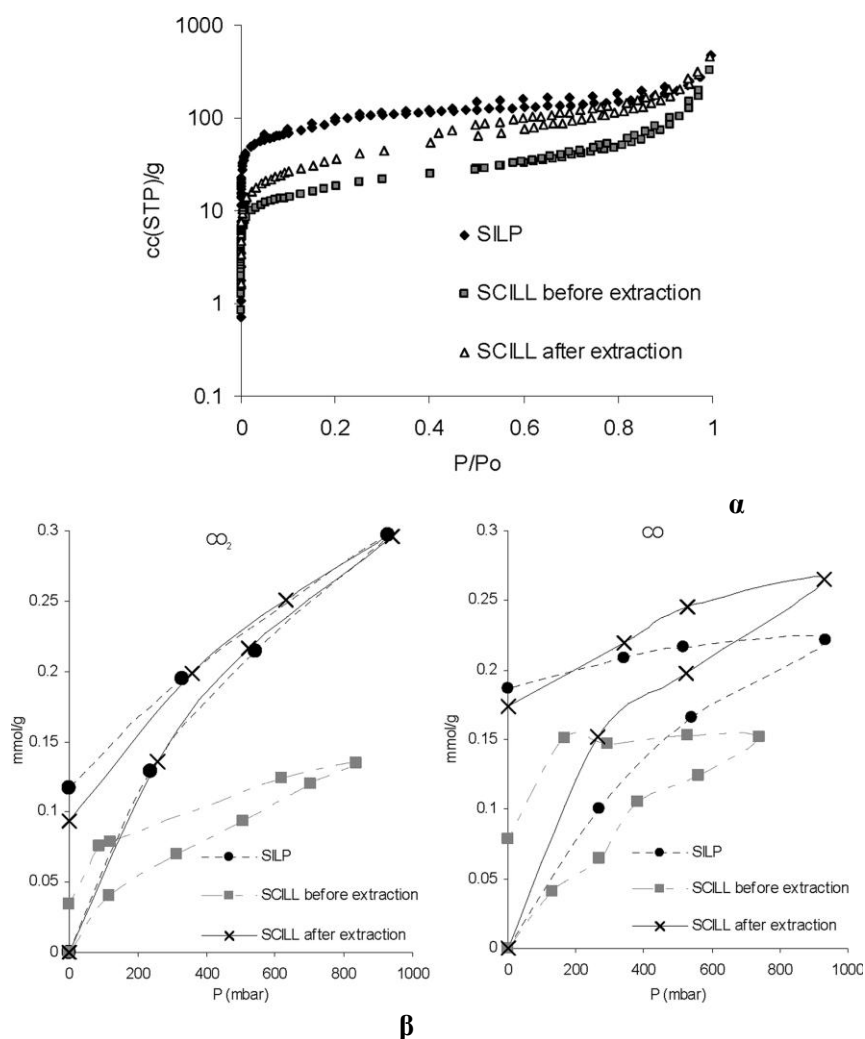 1000
100
10
1
0.1
cc(STP)/g
0 0.2 0.4 0.6 0.8 1
P/Po
SILP
SCILL before extraction
SCILL after extraction
α
CO₂
0.3
0.25
0.2
0.15
0.1
0.05
0
mmol/g
SILP
SCILL before extraction
SCILL after extraction
0 200 400 600 800 1000
P (mbar)
CO
0.3
0.25
0.2
0.15
0.1
0.05
0
mmol/g
SILP
SCILL before extraction
SCILL after extraction
0 200 400 600 800 1000
P (mbar)
β